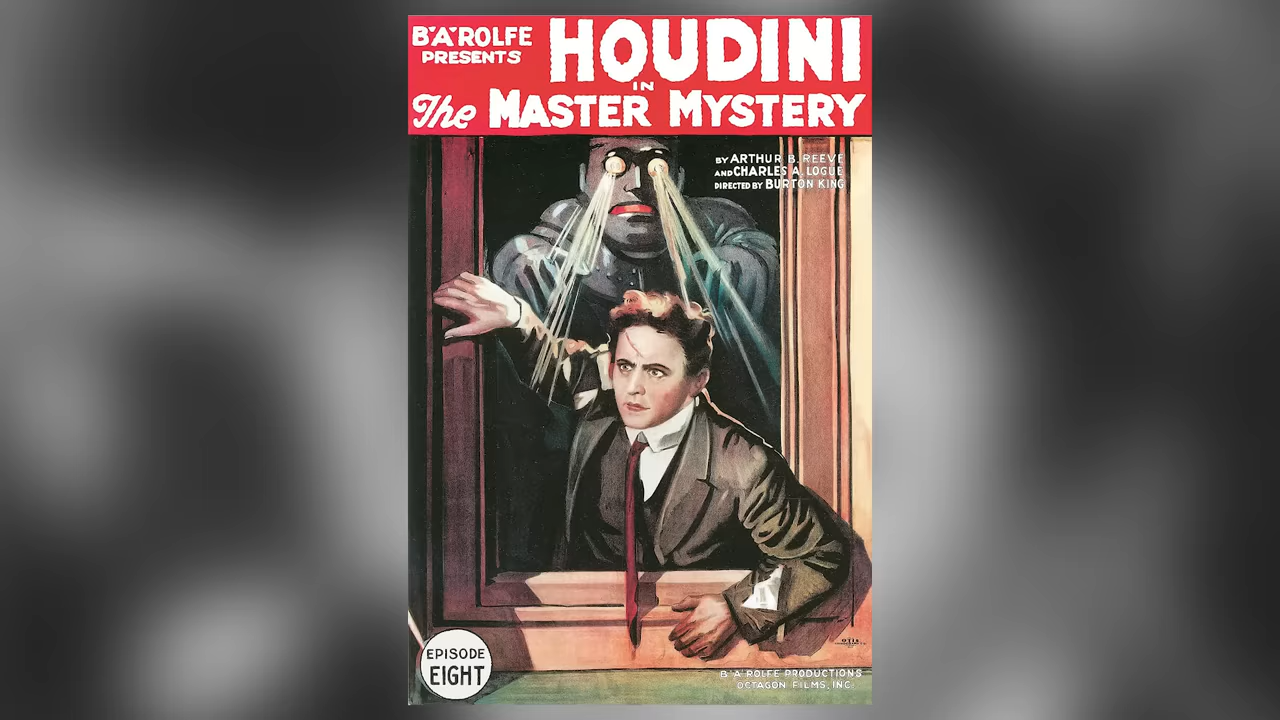 B.A. ROLFE
PRESENTS
HOUDINI
IN
The MASTER MYSTERY
BY ARTHUR B. REEVE
AND CHARLES A. LOGUE
DIRECTED BY BURTON KING
EPISODE
EIGHT
OTIS
B.A. ROLFE PRODUCTIONS
OCTAGON FILMS, INC.